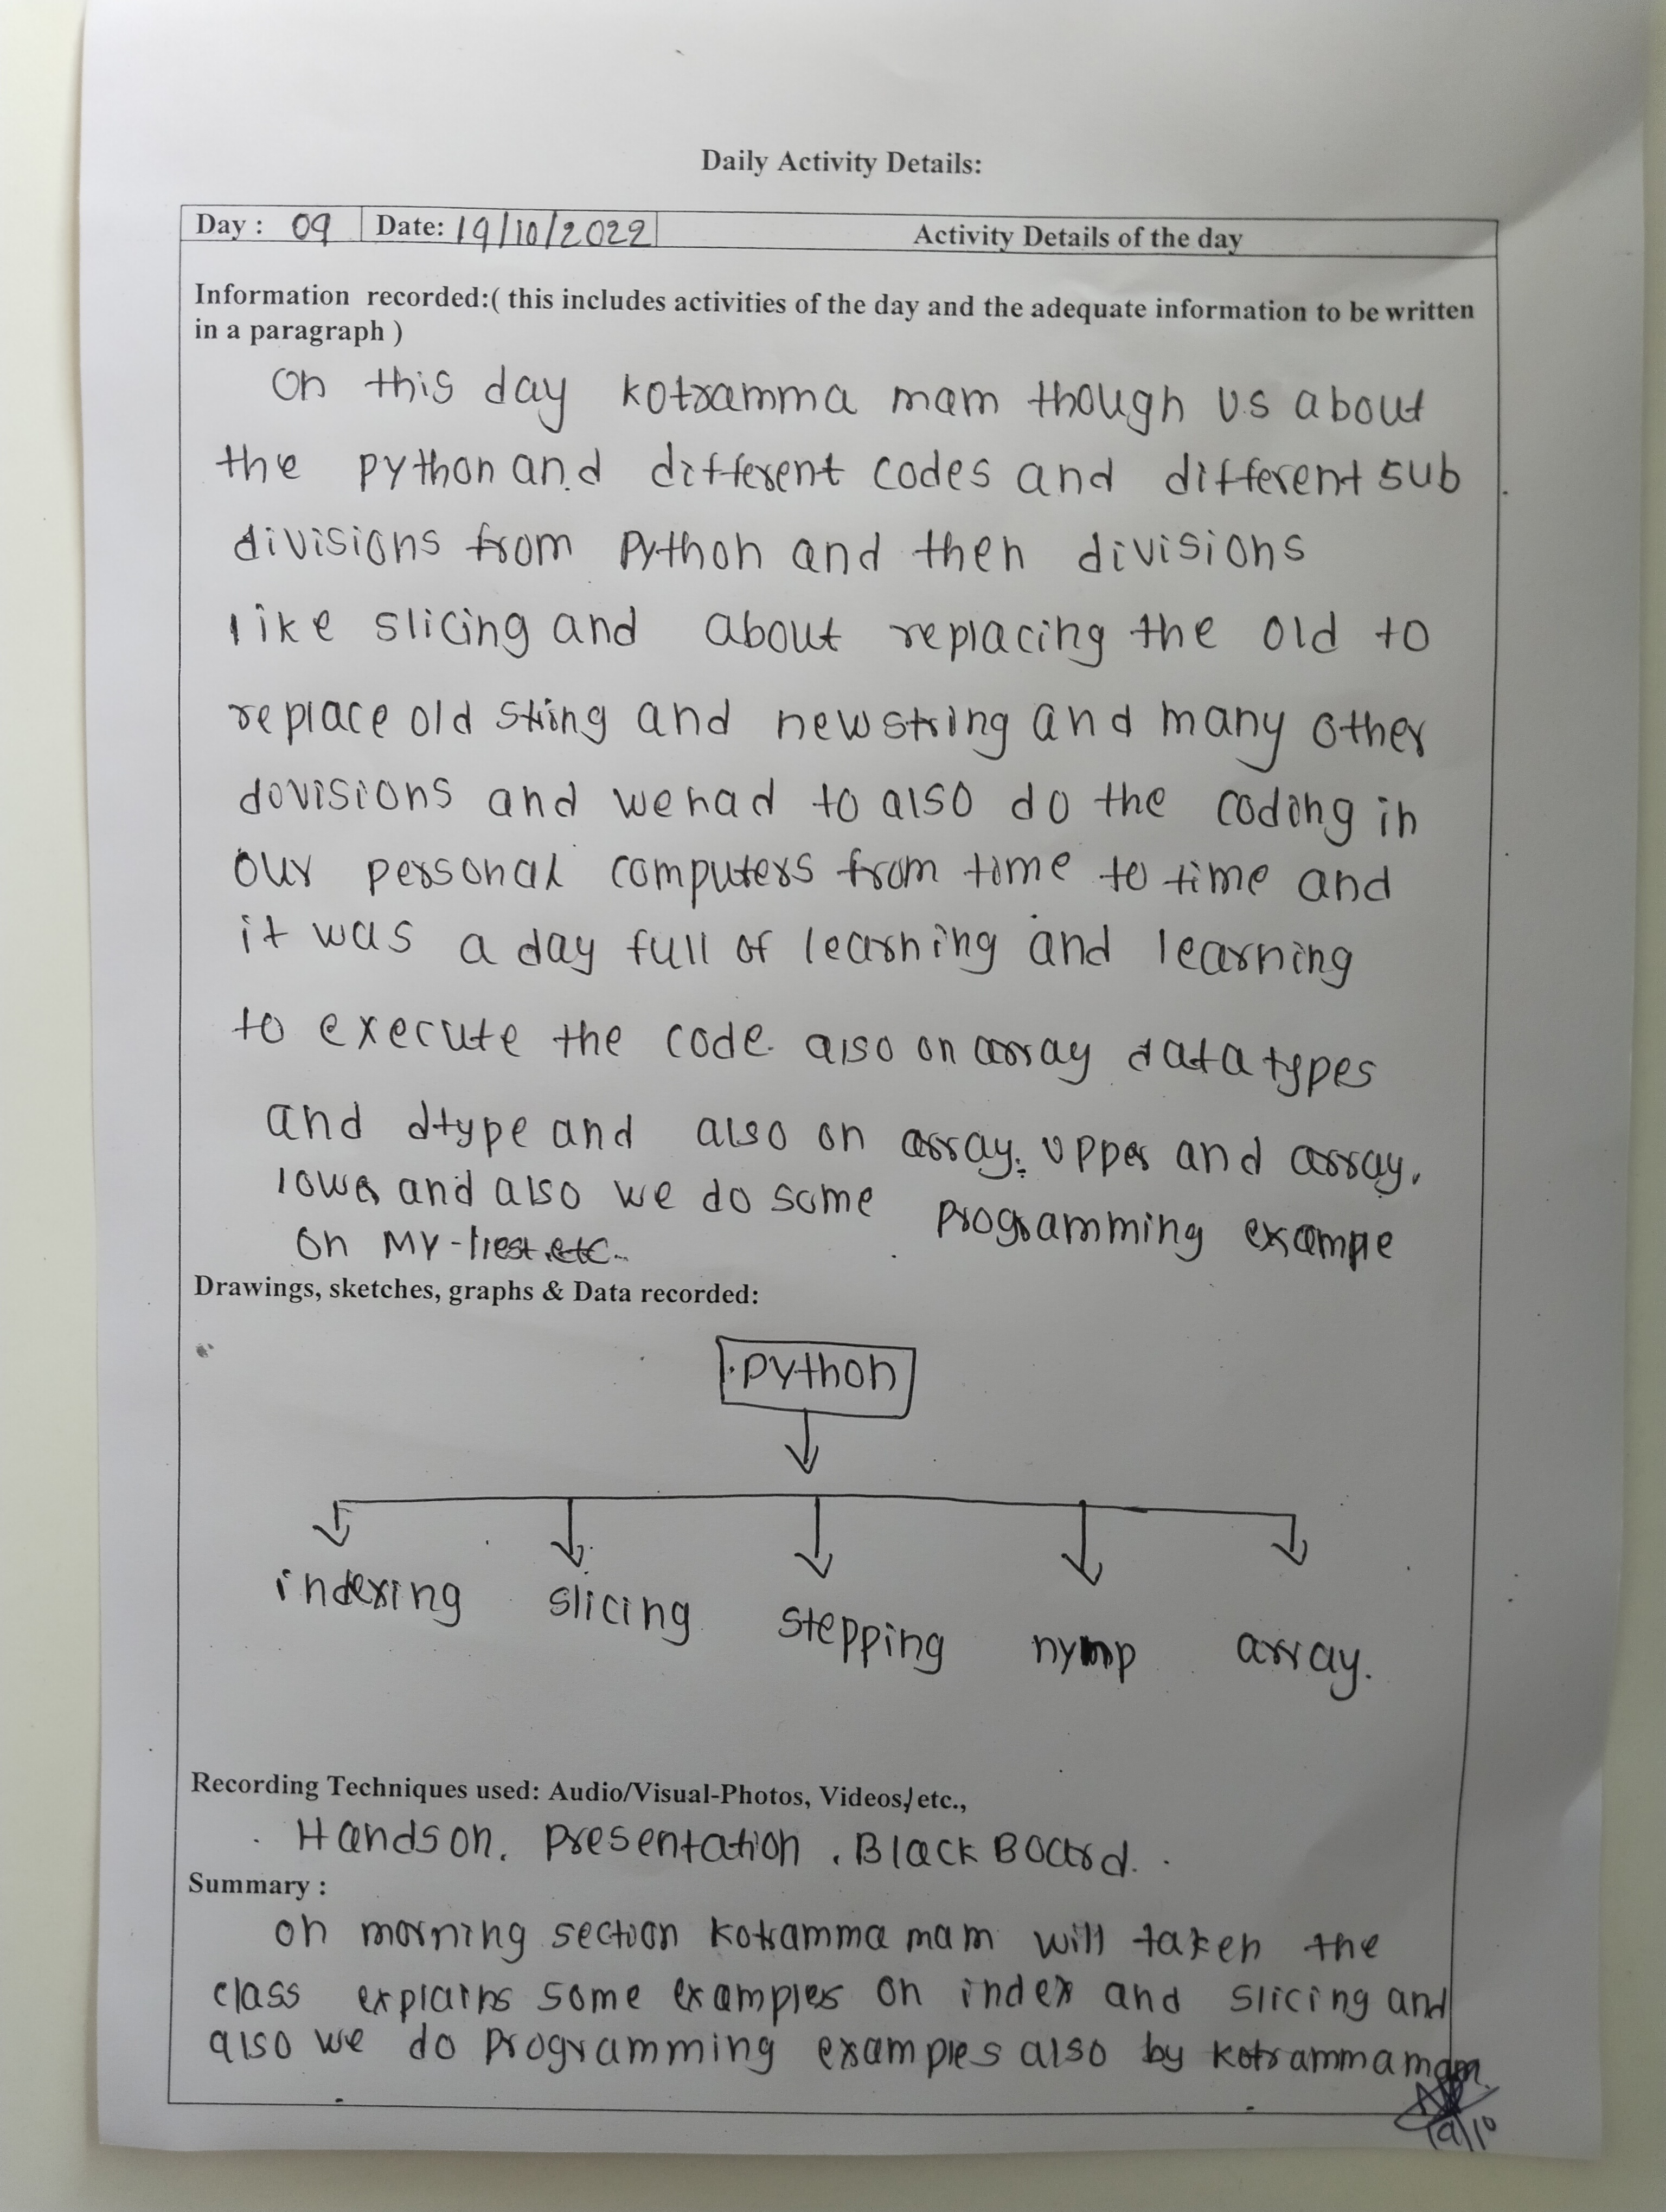 Daily Activity Details:
Day : 09 Date: 19/10/2022 Activity Details of the day
Information recorded:( this includes activities of the day and the adequate information to be written
in a paragraph )
On this day kotramma mam though us about
the python and different codes and different sub
divisions from python and then divisions
like slicing and about replacing the old to
replace old string and new string and many other
dovisions and we had to also do the coding in
our personal computers from time to time and
it was a day full of learning and learning
to execute the code. also on array data types
and dtype and also on array. upper and array.
lower and also we do some programming example
on My-liest.etc..
Drawings, sketches, graphs & Data recorded:
python
indexing slicing stepping nymp array.
Recording Techniques used: Audio/Visual-Photos, Videos, etc.,
Hands on. presentation . Black Board.
Summary :
on morning section kotramma mam will taken the
class explains some examples on index and slicing and
also we do programming examples also by kotramma mam.
19/10